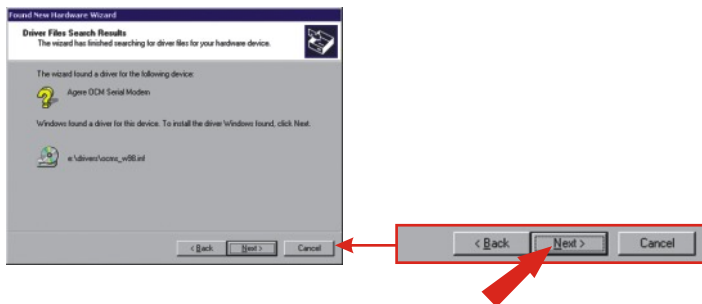 Found New Hardware Wizard
Driver Files Search Results
The wizard has finished searching for driver files for your hardware device.
The wizard found a driver for the following device:
Agere OCM Serial Modem
Windows found a driver for this device. To install the driver Windows found, click Next.
e:\drivers\ocms_w98.inf
< Back Next > Cancel
< Back Next > Cancel